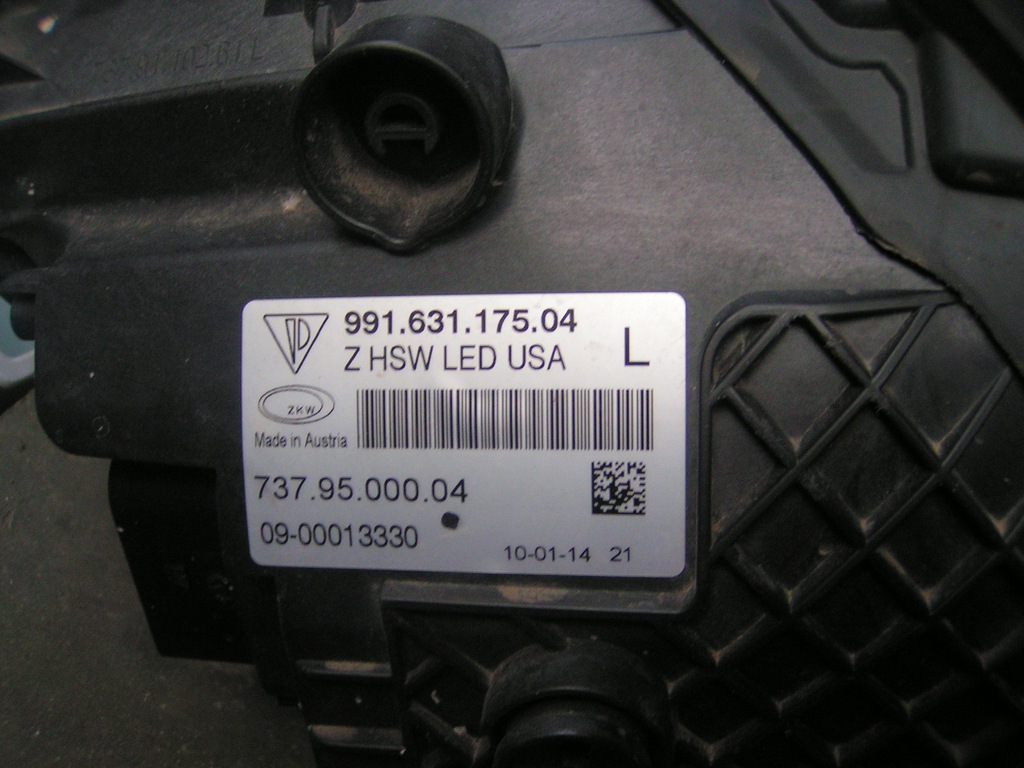 991.631.175.04
Z HSW LED USA
L
ZKW
Made in Austria
737.95.000.04
09-00013330
10-01-14 21